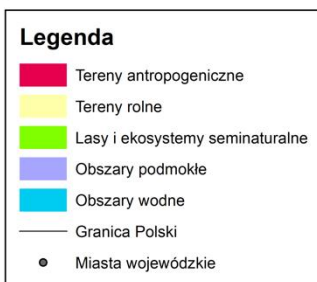 Legenda
Tereny antropogeniczne
Tereny rolne
Lasy i ekosystemy seminaturalne
Obszary podmokłe
Obszary wodne
Granica Polski
Miasta wojewódzkie